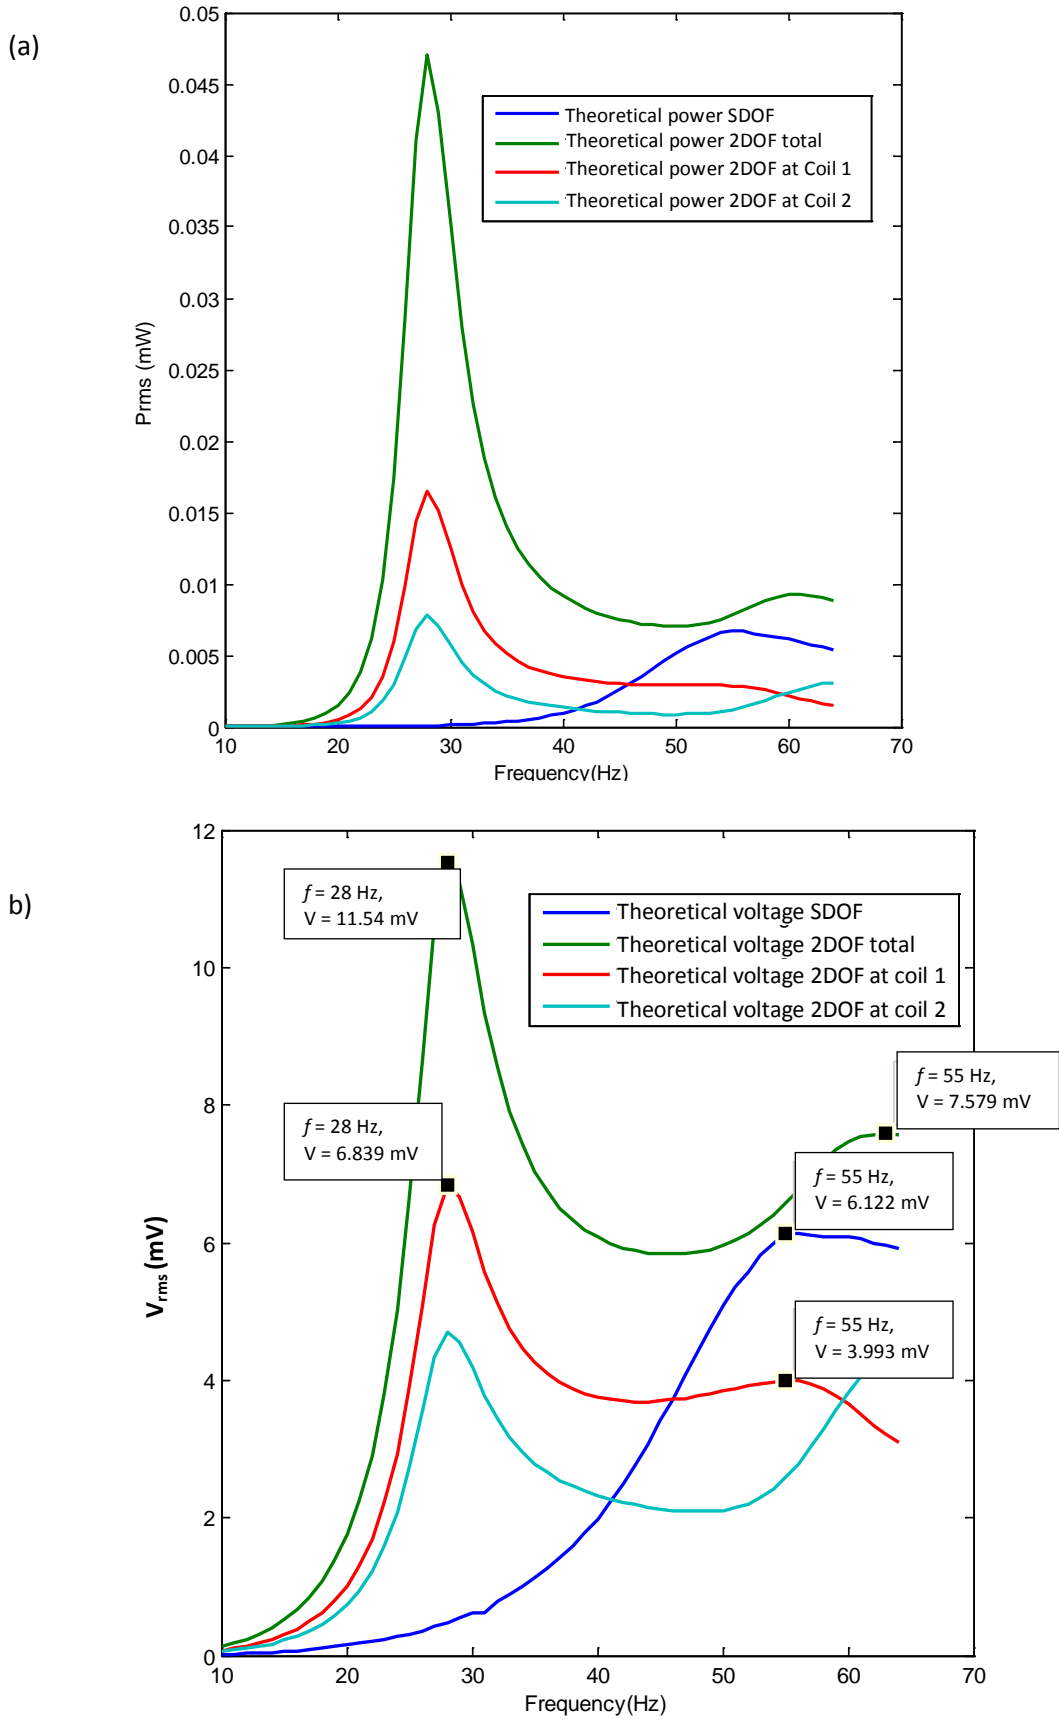 (a)
0.05
0.045
0.04
0.035
0.03
0.025
0.02
0.015
0.01
0.005
0
Prms (mW)
Theoretical power SDOF
Theoretical power 2DOF total
Theoretical power 2DOF at Coil 1
Theoretical power 2DOF at Coil 2
10 20 30 40 50 60 70
Frequency(Hz)
b)
12
10
8
6
4
2
0
Vrms (mV)
f = 28 Hz,
V = 11.54 mV
Theoretical voltage SDOF
Theoretical voltage 2DOF total
Theoretical voltage 2DOF at coil 1
Theoretical voltage 2DOF at coil 2
f = 55 Hz,
V = 7.579 mV
f = 28 Hz,
V = 6.839 mV
f = 55 Hz,
V = 6.122 mV
f = 55 Hz,
V = 3.993 mV
10 20 30 40 50 60 70
Frequency(Hz)